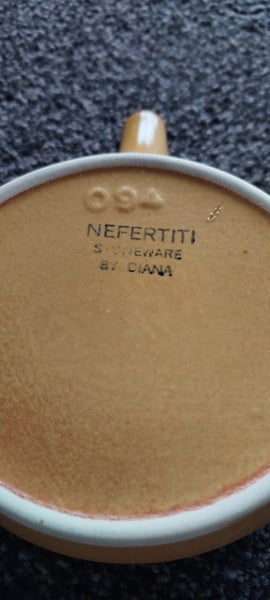 094
NEFERTITI
STONEWARE
BY DIANA